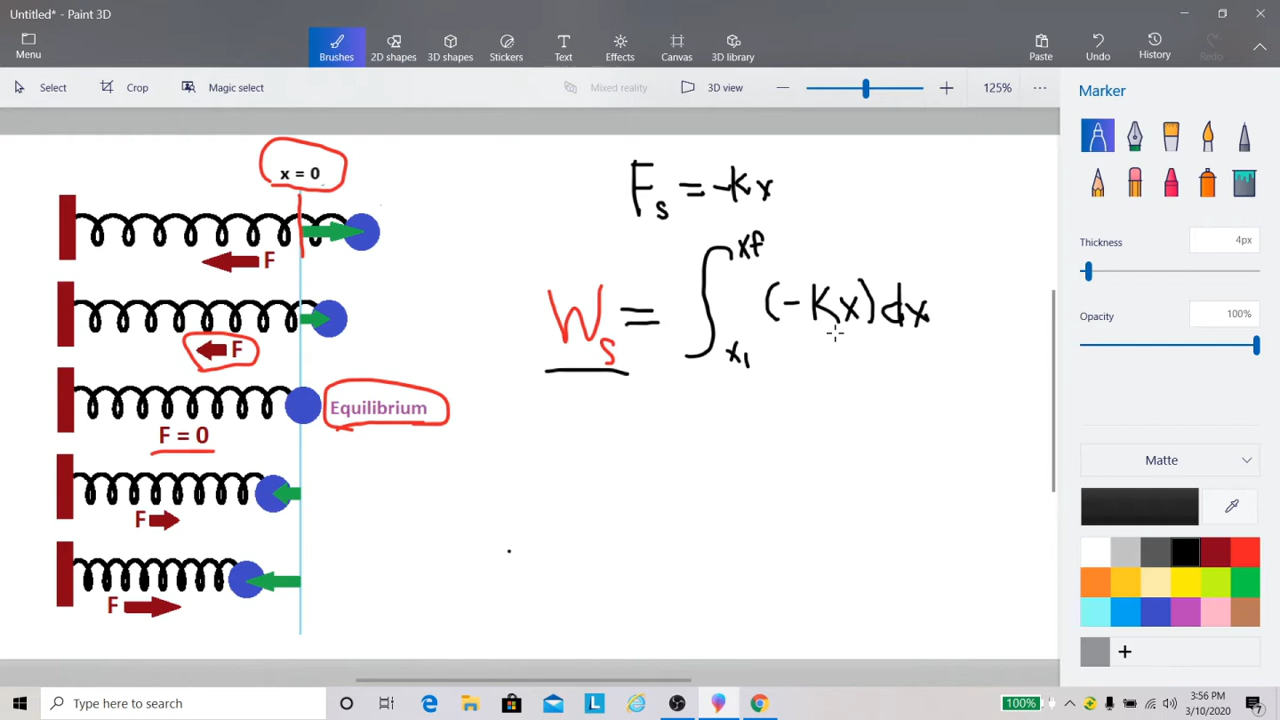 Untitled* - Paint 3D
Menu
Brushes
2D shapes
3D shapes
Stickers
Text
Effects
Canvas
3D library
Paste
Undo
History
Redo
Select
Crop
Magic select
Mixed reality
3D view
125%
Marker
Thickness
4px
Opacity
100%
Matte
x = 0
F
F
F = 0
Equilibrium
F
F
Fs = -kx
Ws = ∫ x1 xf (-Kx)dx
Type here to search
L
100%
3:56 PM
3/10/2020
7